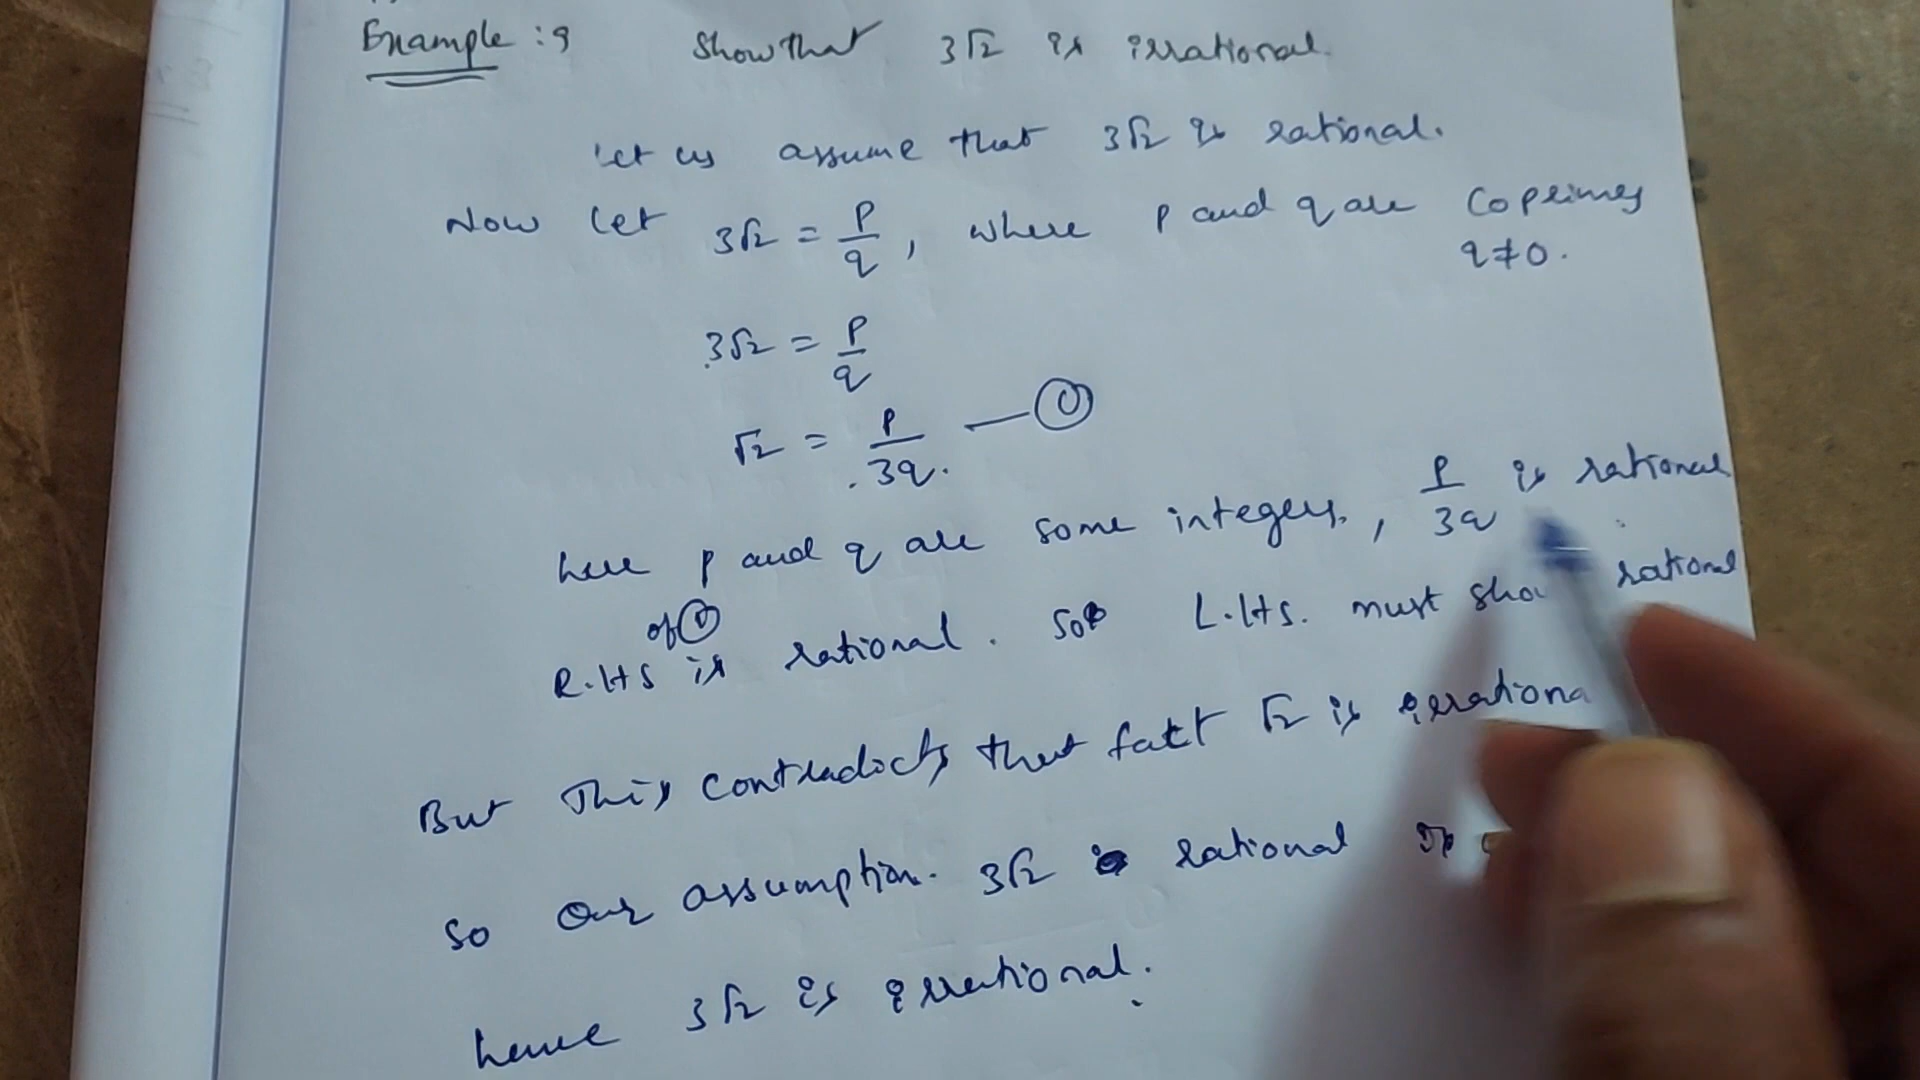 Example : 9 Show that 3√2 is irrational.
Let us assume that 3√2 is rational.
Now let 3√2 = p/q, where p and q are coprimes
q≠0.
3√2 = p/q
√2 = p/3q. — ①
here p and q are some integers, p/3q is rational
of ①
R.H.S is rational. So L.H.S. must rational
But this contradicts that fact √2 is
So our assumption. 3√2 is rational
hence 3√2 is irrational.